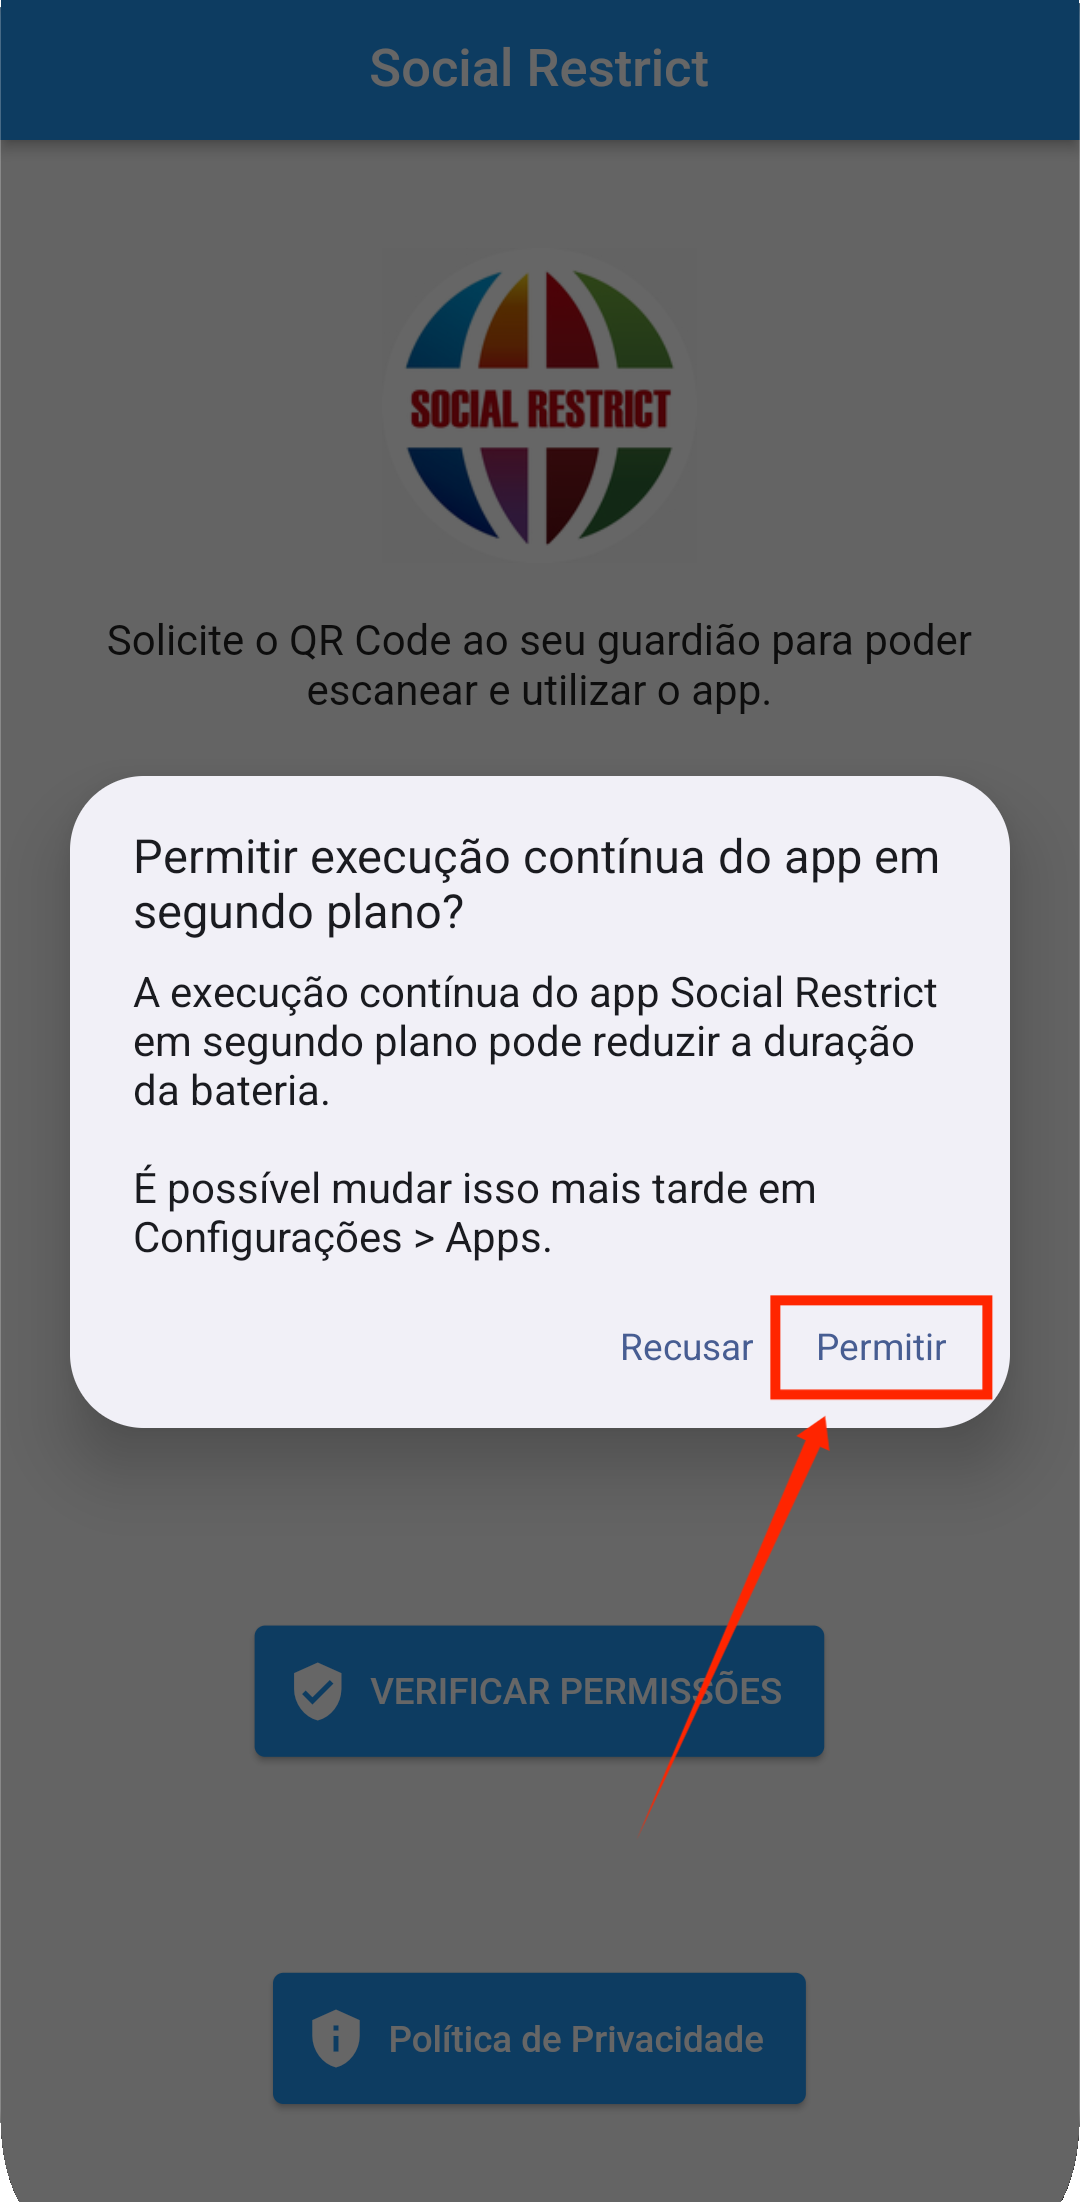 Social Restrict
SOCIAL RESTRICT
Solicite o QR Code ao seu guardião para poder
escanear e utilizar o app.
Permitir execução contínua do app em
segundo plano?
A execução contínua do app Social Restrict
em segundo plano pode reduzir a duração
da bateria.
É possível mudar isso mais tarde em
Configurações > Apps.
Recusar Permitir
VERIFICAR PERMISSÕES
Política de Privacidade